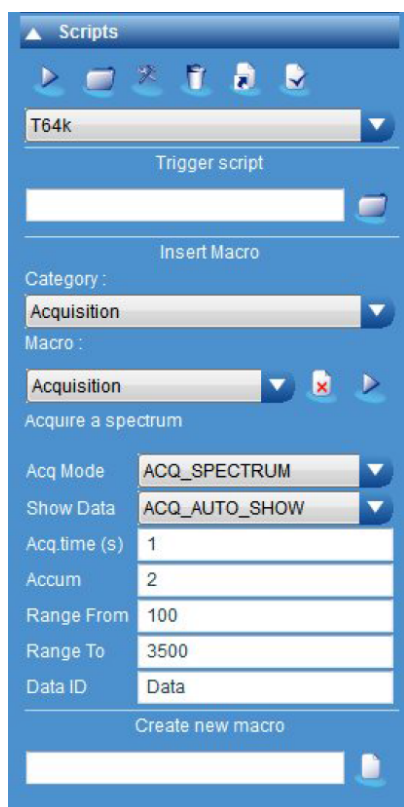 Scripts
T64k
Trigger script
Insert Macro
Category :
Acquisition
Macro :
Acquisition
Acquire a spectrum
Acq Mode ACQ_SPECTRUM
Show Data ACQ_AUTO_SHOW
Acq.time (s) 1
Accum 2
Range From 100
Range To 3500
Data ID Data
Create new macro